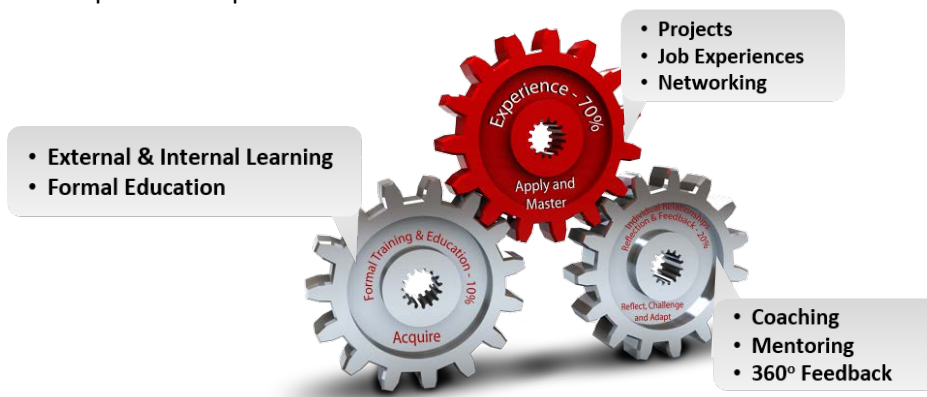 • Projects
• Job Experiences
• Networking
Experience - 70%
Apply and
Master
• External & Internal Learning
• Formal Education
Formal Training & Education - 10%
Acquire
Individual Relationships
Reflection & Feedback - 20%
Reflect, Challenge
and Adapt
• Coaching
• Mentoring
• 360º Feedback